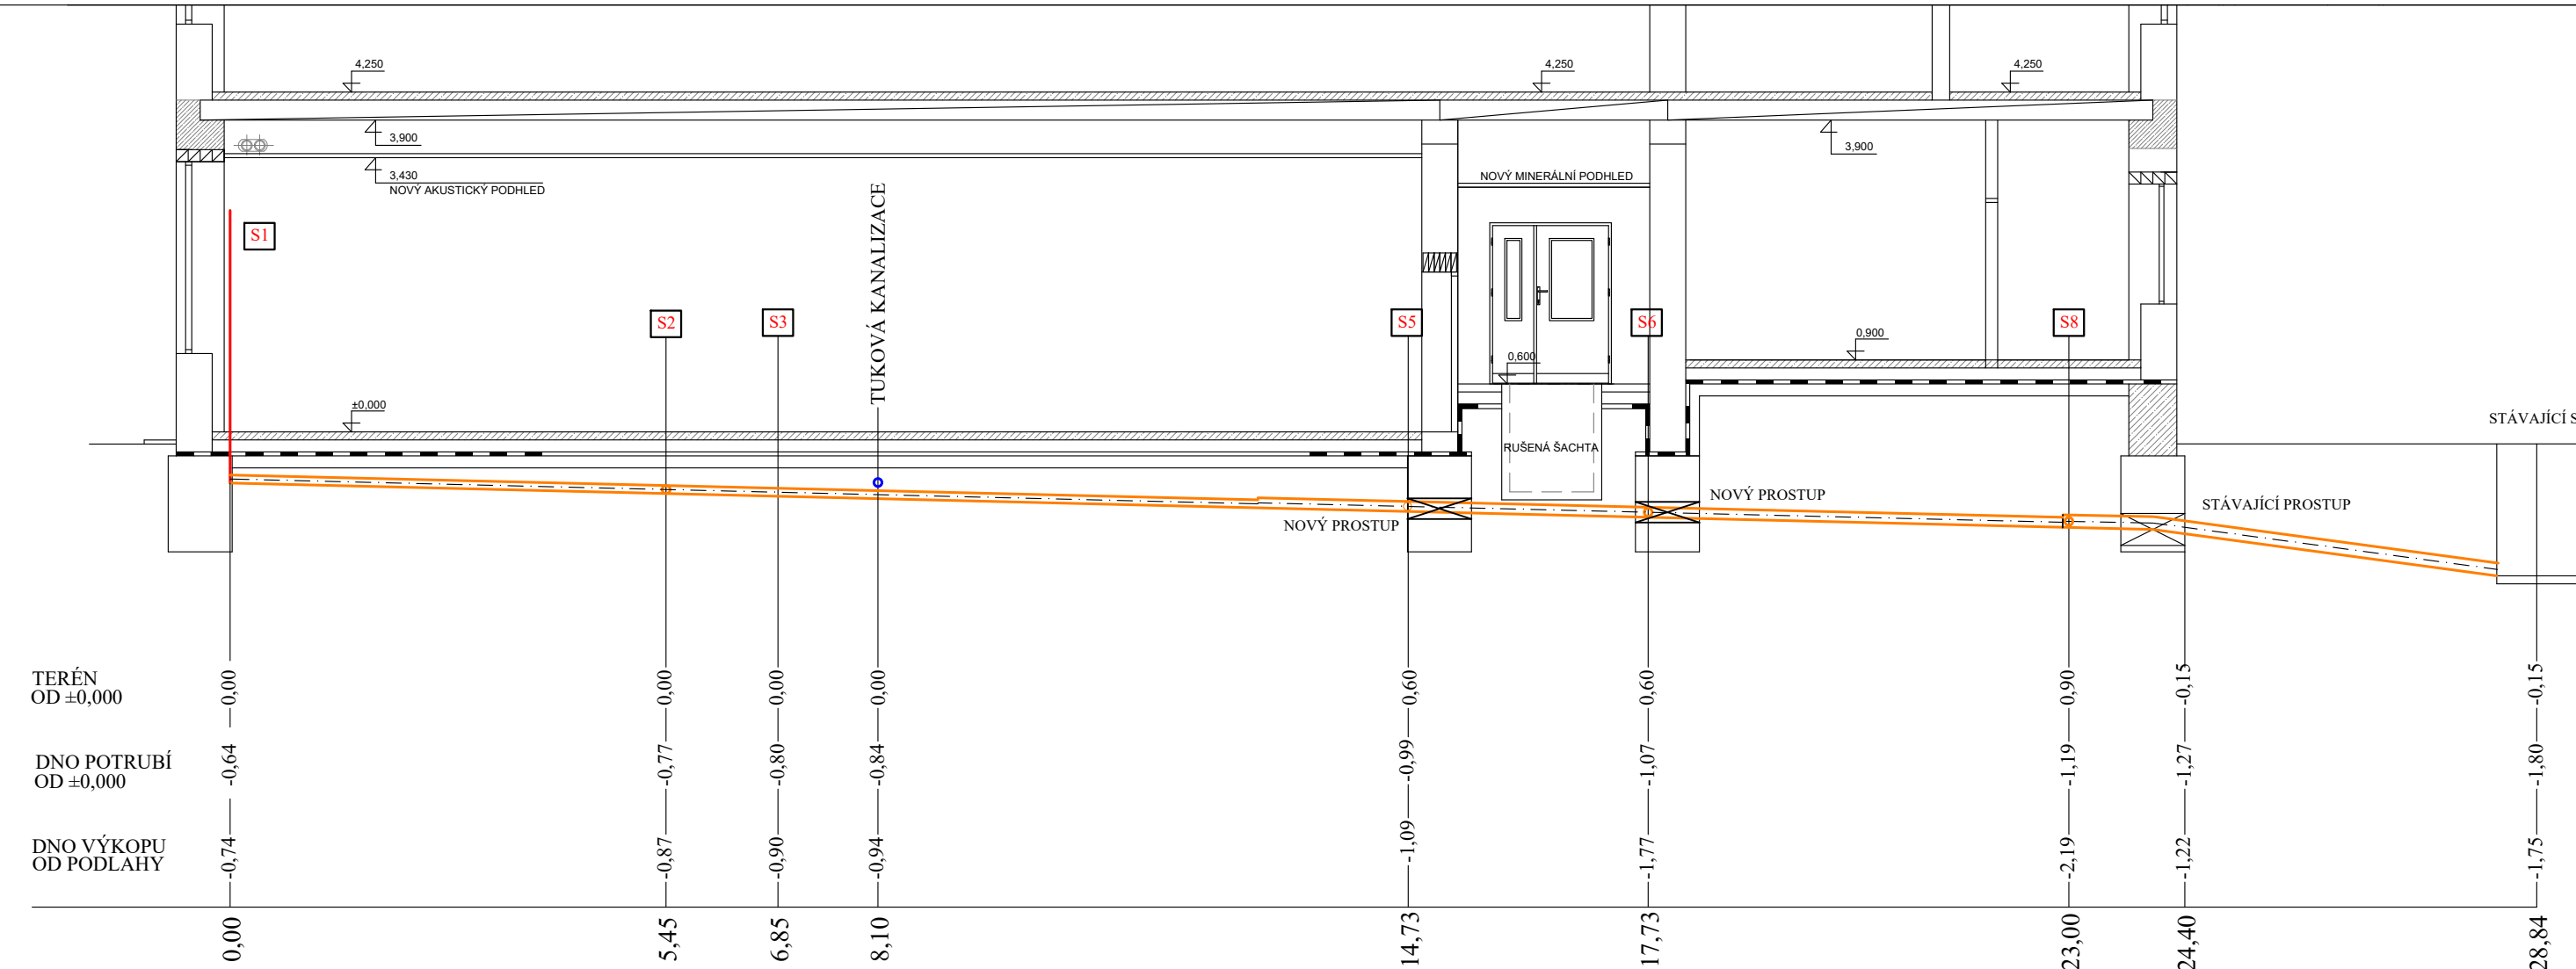 4,250
4,250
4,250
3,900
3,900
3,430
NOVÝ AKUSTICKÝ PODHLED
NOVÝ MINERÁLNÍ PODHLED
TUKOVÁ KANALIZACE
S1
S2
S3
S5
S6
S8
0,900
0,600
±0,000
STÁVAJÍCÍ
RUŠENÁ ŠACHTA
NOVÝ PROSTUP
NOVÝ PROSTUP
STÁVAJÍCÍ PROSTUP
TERÉN
OD ±0,000
0,00
0,00
0,00
0,00
0,60
0,60
0,90
-0,15
-0,15
DNO POTRUBÍ
OD ±0,000
-0,64
-0,77
-0,80
-0,84
-0,99
-1,07
-1,19
-1,27
-1,80
DNO VÝKOPU
OD PODLAHY
-0,74
-0,87
-0,90
-0,94
-1,09
-1,77
-2,19
-1,22
-1,75
0,00
5,45
6,85
8,10
14,73
17,73
23,00
24,40
28,84